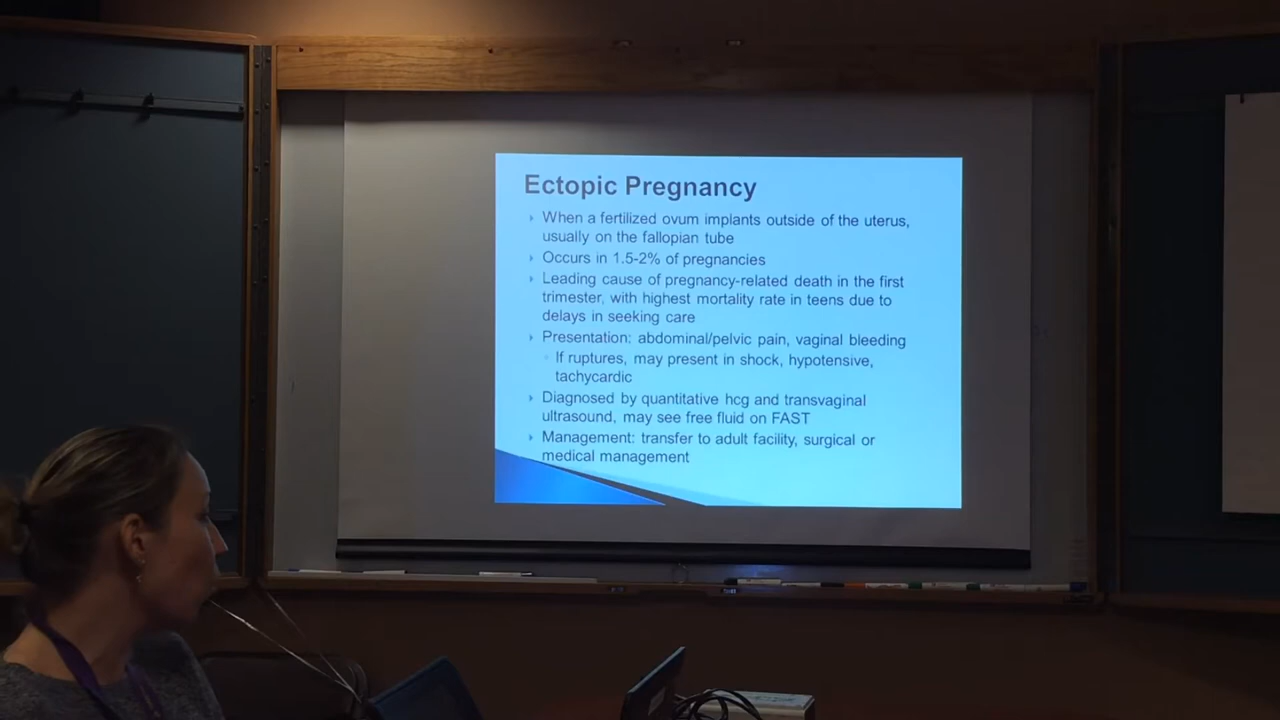 Ectopic Pregnancy
When a fertilized ovum implants outside of the uterus,
usually on the fallopian tube
Occurs in 1.5-2% of pregnancies
Leading cause of pregnancy-related death in the first
trimester, with highest mortality rate in teens due to
delays in seeking care
Presentation: abdominal/pelvic pain, vaginal bleeding
If ruptures, may present in shock, hypotensive,
tachycardic
Diagnosed by quantitative hcg and transvaginal
ultrasound, may see free fluid on FAST
Management: transfer to adult facility, surgical or
medical management